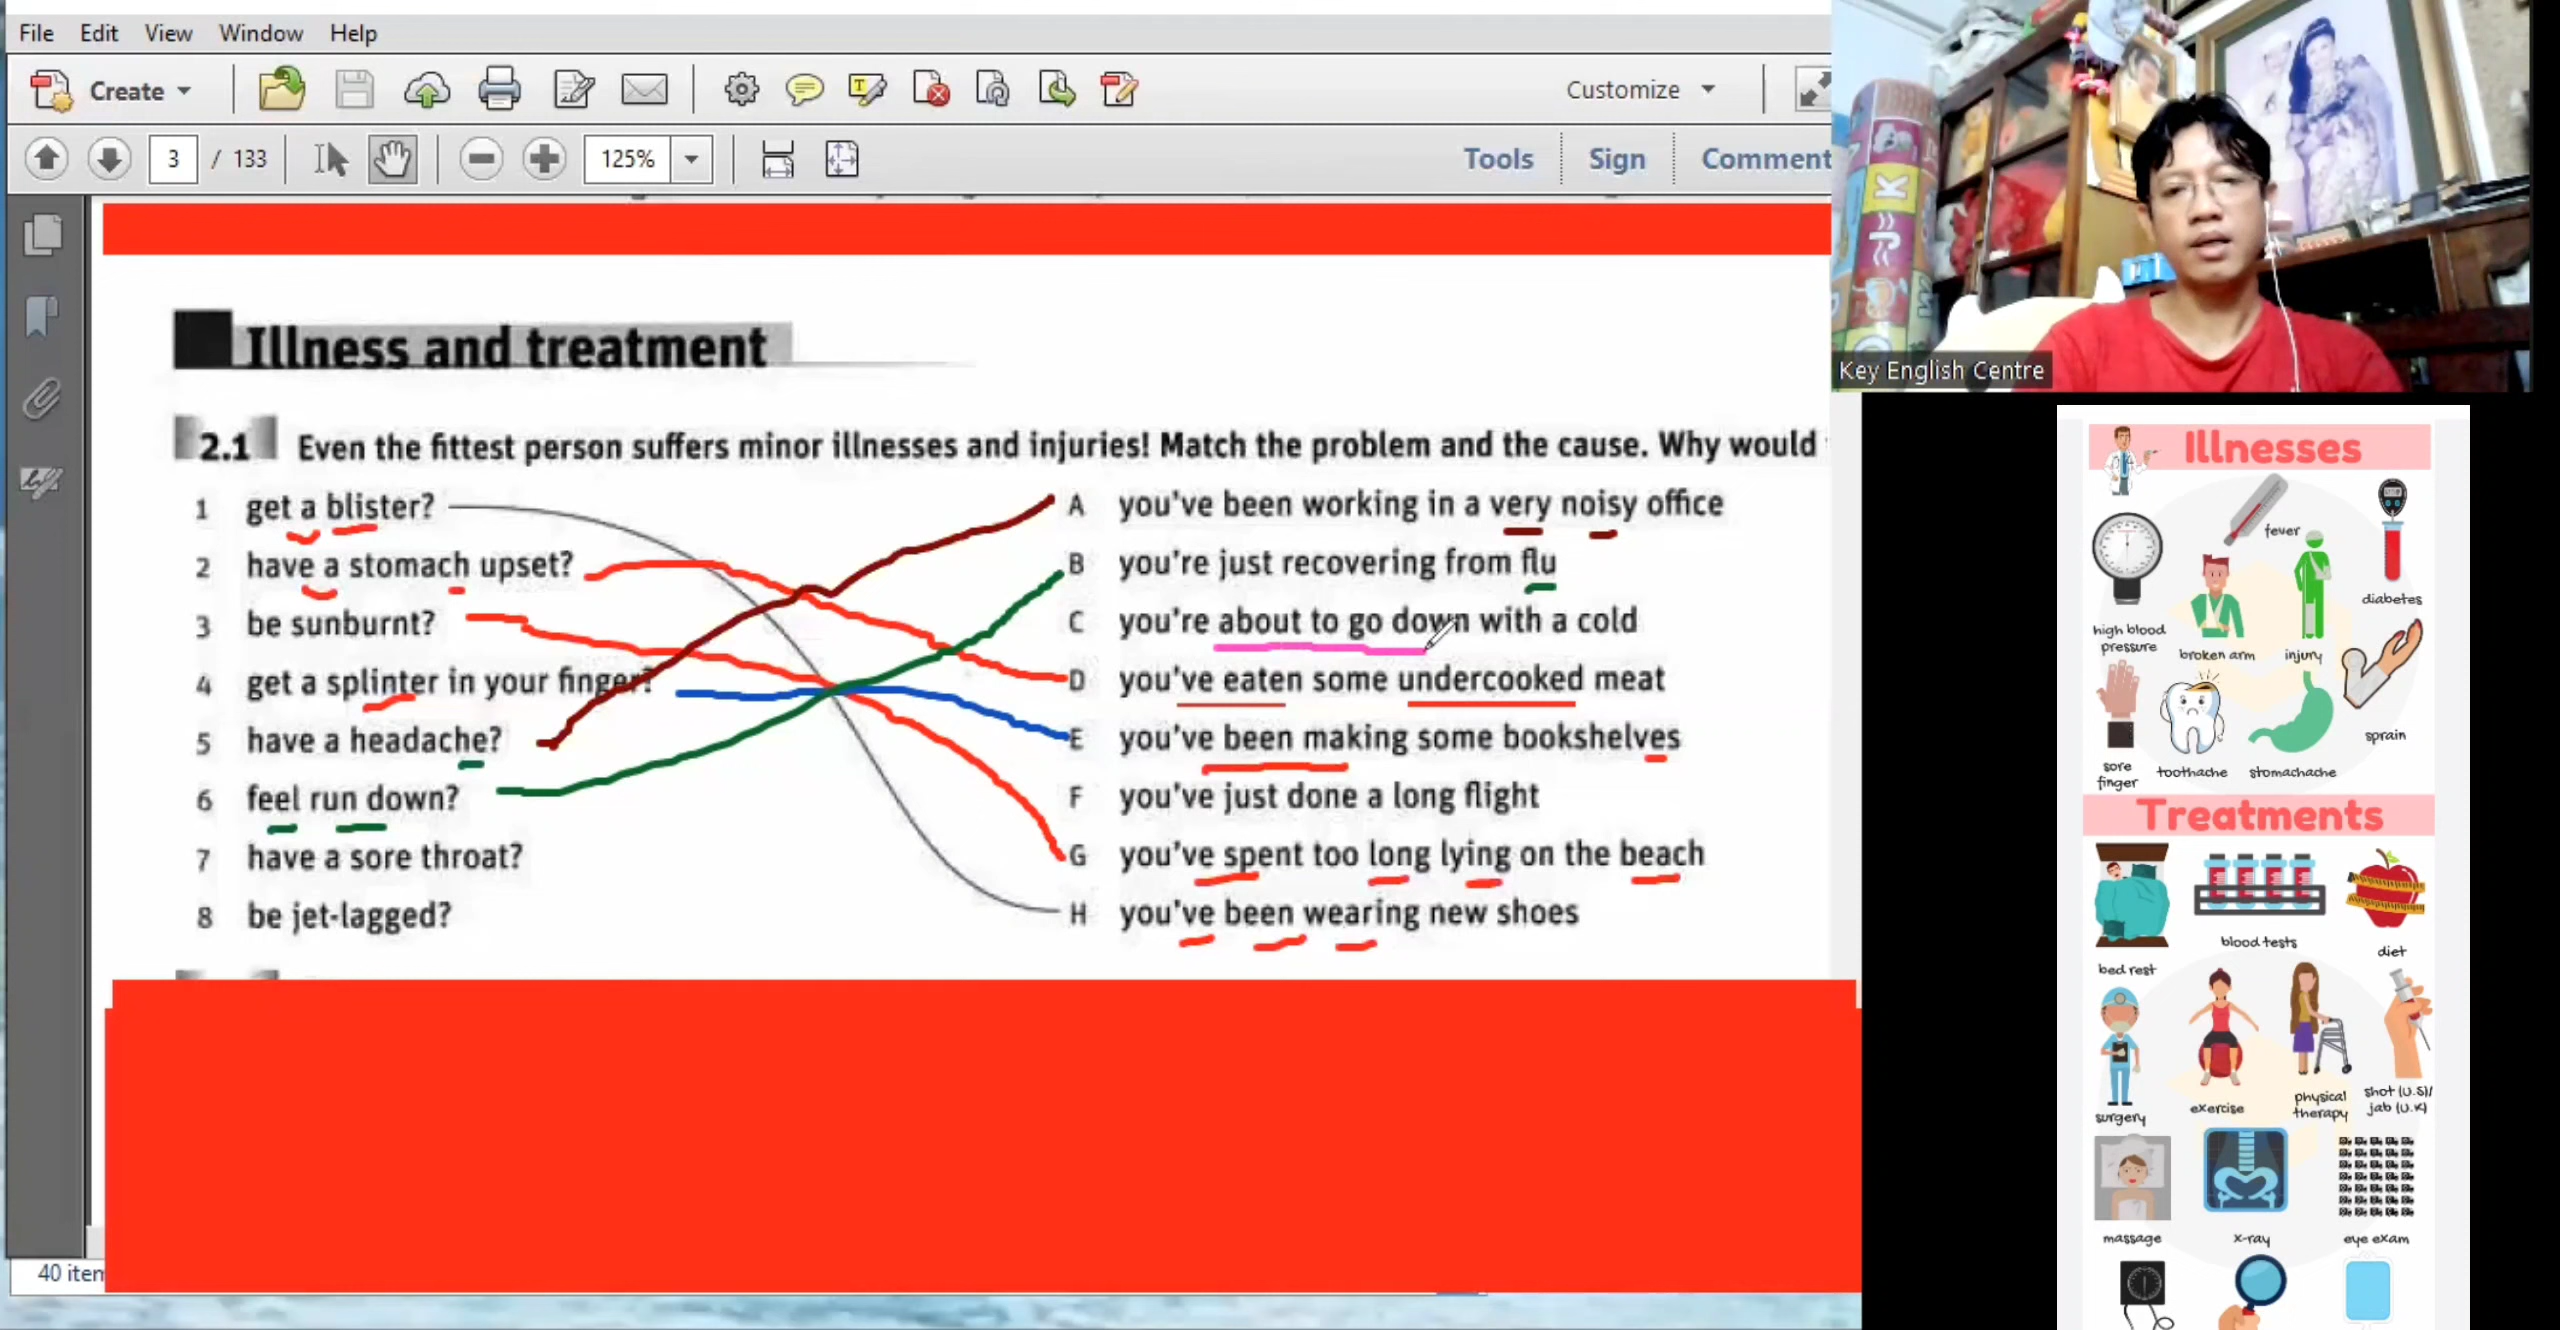 File Edit View Window Help
Create
Customize
3 / 133
125%
Tools Sign Comment
Illness and treatment
2.1 Even the fittest person suffers minor illnesses and injuries! Match the problem and the cause. Why would
1 get a blister?
2 have a stomach upset?
3 be sunburnt?
4 get a splinter in your finger?
5 have a headache?
6 feel run down?
7 have a sore throat?
8 be jet-lagged?
A you've been working in a very noisy office
B you're just recovering from flu
C you're about to go down with a cold
D you've eaten some undercooked meat
E you've been making some bookshelves
F you've just done a long flight
G you've spent too long lying on the beach
H you've been wearing new shoes
40 item
Key English Centre
Illnesses
fever
diabetes
high blood
pressure
broken arm
injury
sprain
sore
finger
toothache
stomachache
Treatments
bed rest
blood tests
diet
surgery
exercise
physical
therapy
shot (U.S)/
jab (U.K)
massage
x-ray
eye exam